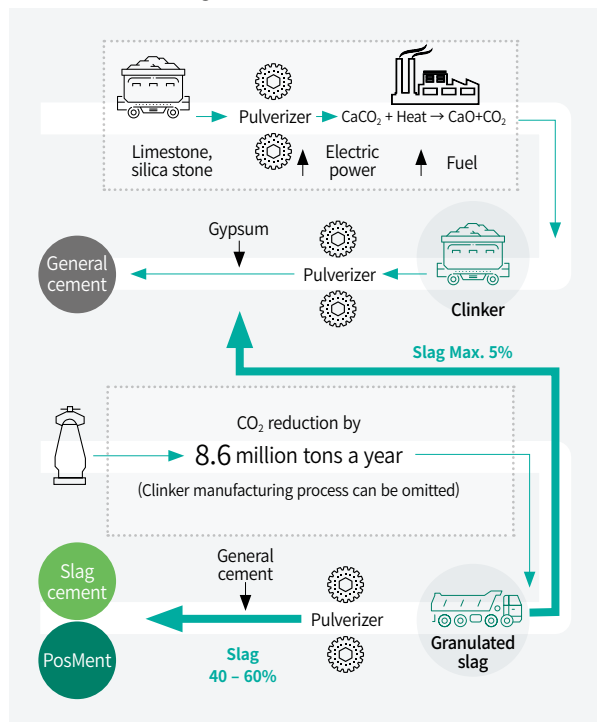 Pulverizer
CaCO₂ + Heat → CaO+CO₂
Limestone,
silica stone
Electric
power
Fuel
Gypsum
General
cement
Pulverizer
Clinker
Slag Max. 5%
CO₂ reduction by
8.6 million tons a year
(Clinker manufacturing process can be omitted)
Slag
cement
General
cement
Pulverizer
PosMent
Slag
40 – 60%
Granulated
slag